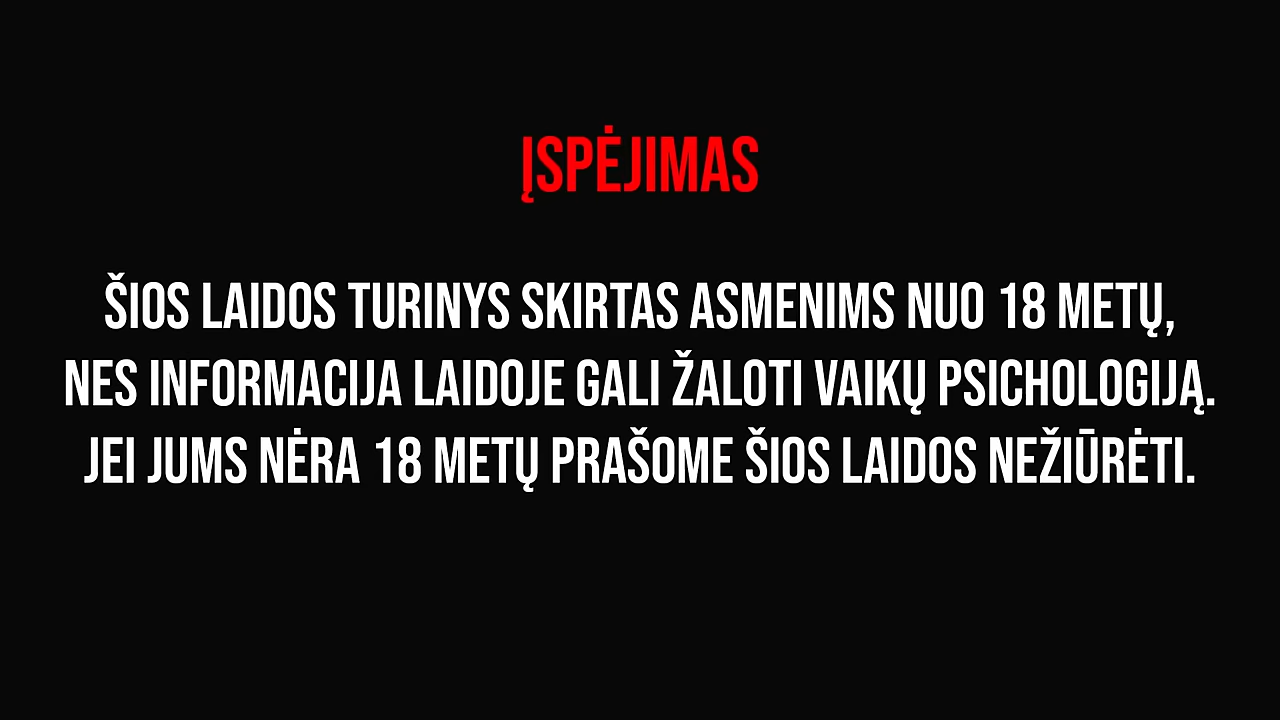 ĮSPĖJIMAS
ŠIOS LAIDOS TURINYS SKIRTAS ASMENIMS NUO 18 METŲ,
NES INFORMACIJA LAIDOJE GALI ŽALOTI VAIKŲ PSICHOLOGIJĄ.
JEI JUMS NĖRA 18 METŲ PRAŠOME ŠIOS LAIDOS NEŽIŪRĖTI.